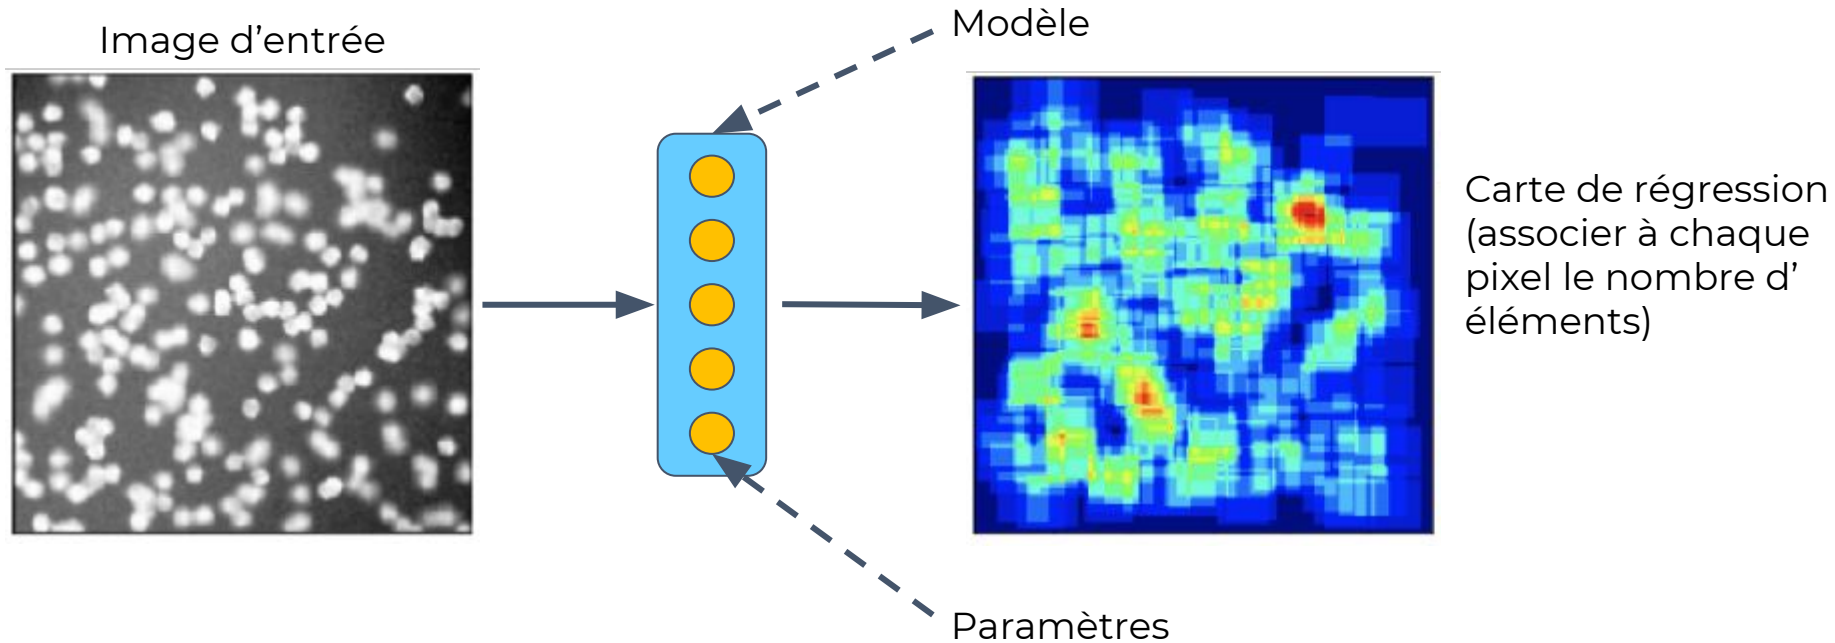 Image d’entrée
Modèle
Carte de régression
(associer à chaque
pixel le nombre d’
éléments)
Paramètres